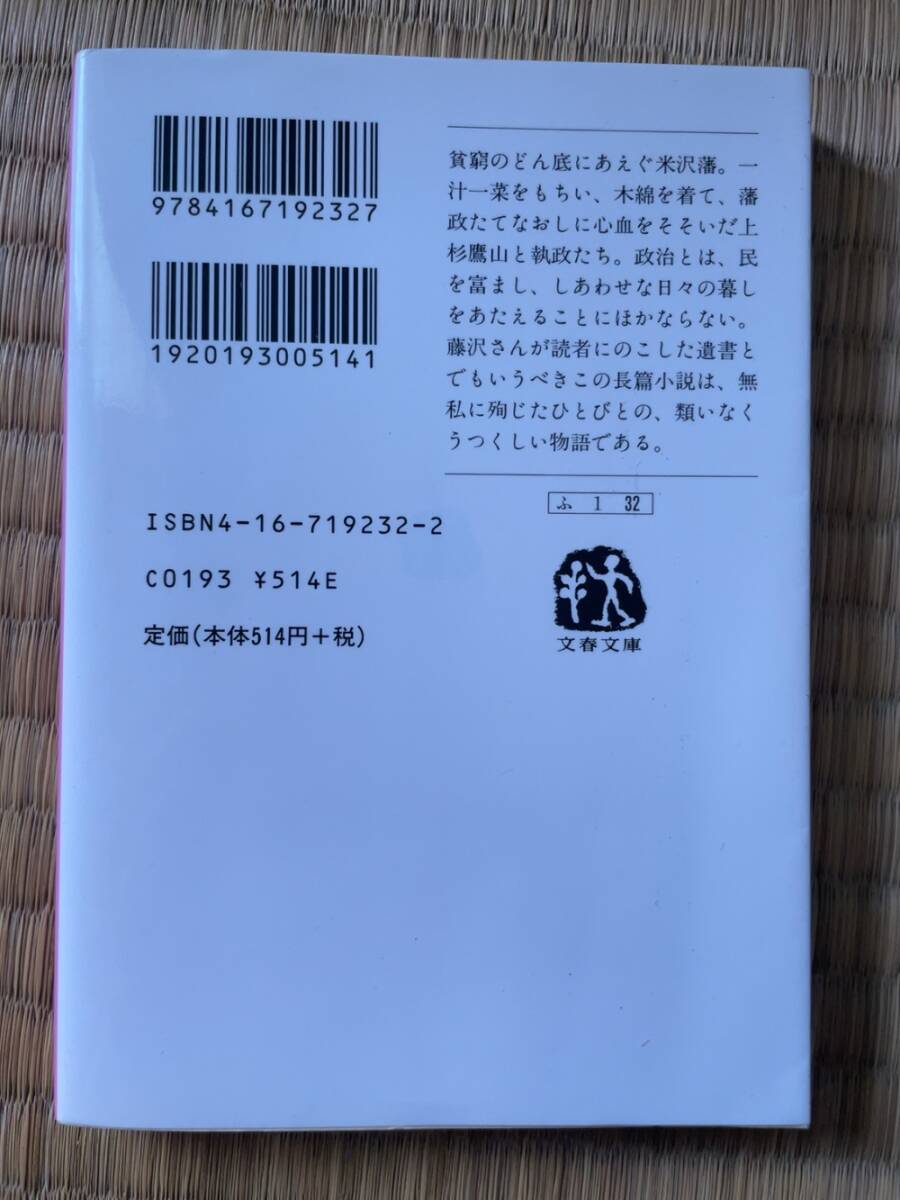 9784167192327
1920193005141
貧窮のどん底にあえぐ米沢藩。一
汁一菜をもちい、木綿を着て、藩
政たてなおしに心血をそそいだ上
杉鷹山と執政たち。政治とは、民
を富まし、しあわせな日々の暮し
をあたえることにほかならない。
藤沢さんが読者にのこした遺書と
でもいうべきこの長篇小説は、無
私に殉じたひとびとの、類いなく
うつくしい物語である。
ISBN4-16-719232-2
C0193 ¥514E
定価(本体514円+税)
ふ 1 32
文春文庫